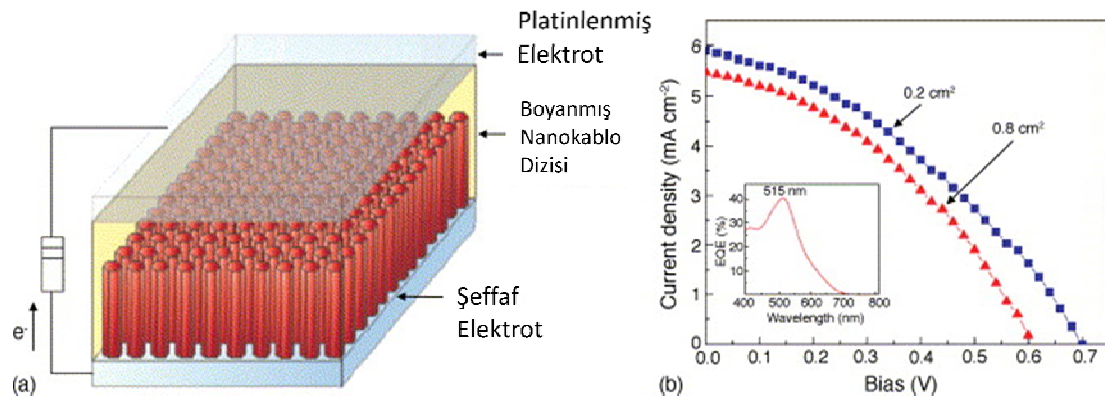 Platinlenmiş
Elektrot
Boyanmış
Nanokablo
Dizisi
Şeffaf
Elektrot
e-
(a)
Current density (mA cm-2)
6
5
4
3
2
1
0
0.2 cm2
0.8 cm2
515 nm
EQE (%)
40
30
20
10
400 500 600 700 800
Wavelength (nm)
0.0 0.1 0.2 0.3 0.4 0.5 0.6 0.7
(b)
Bias (V)